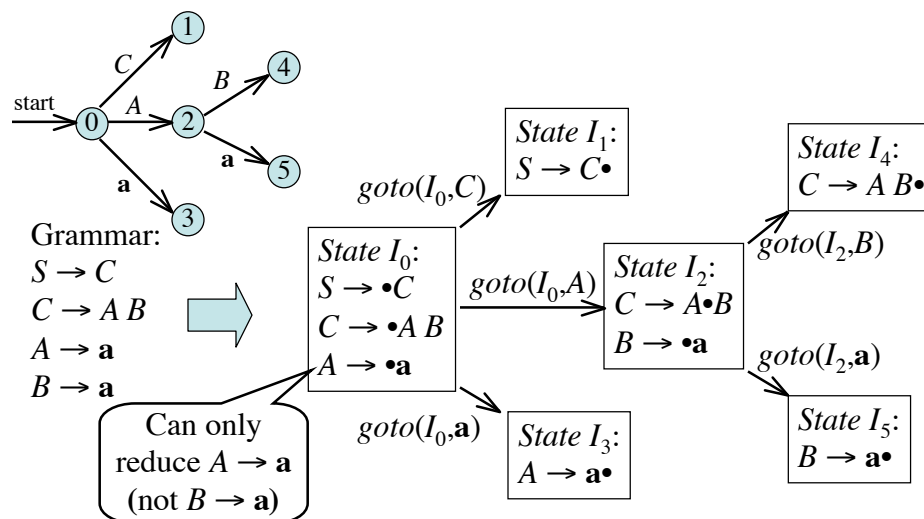 start
0
C
A
a
1
2
3
B
a
4
5
Grammar:
S → C
C → A B
A → a
B → a
State I₀:
S → •C
C → •A B
A → •a
Can only
reduce A → a
(not B → a)
goto(I₀,C)
State I₁:
S → C•
goto(I₀,A)
State I₂:
C → A•B
B → •a
goto(I₀,a)
State I₃:
A → a•
goto(I₂,B)
State I₄:
C → A B•
goto(I₂,a)
State I₅:
B → a•